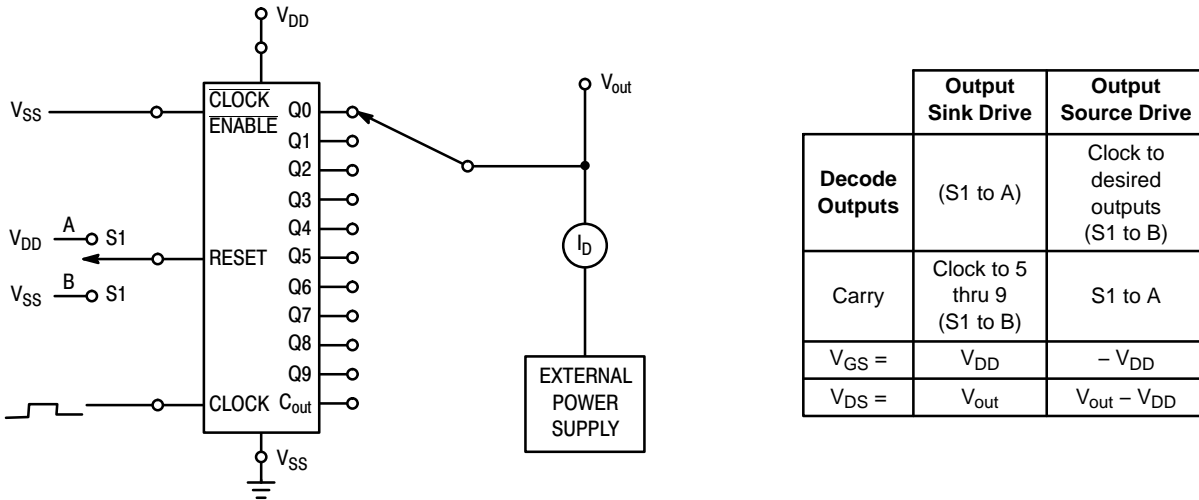 VDD
VSS
CLOCK
ENABLE
Q0
Q1
Q2
Q3
Q4
Q5
Q6
Q7
Q8
Q9
Cout
VDD
A
S1
RESET
VSS
B
S1
CLOCK
VSS
Vout
ID
EXTERNAL
POWER
SUPPLY
Output
Sink Drive
Output
Source Drive
Decode
Outputs
(S1 to A)
Clock to
desired
outputs
(S1 to B)
Carry
Clock to 5
thru 9
(S1 to B)
S1 to A
VGS =
VDD
– VDD
VDS =
Vout
Vout – VDD